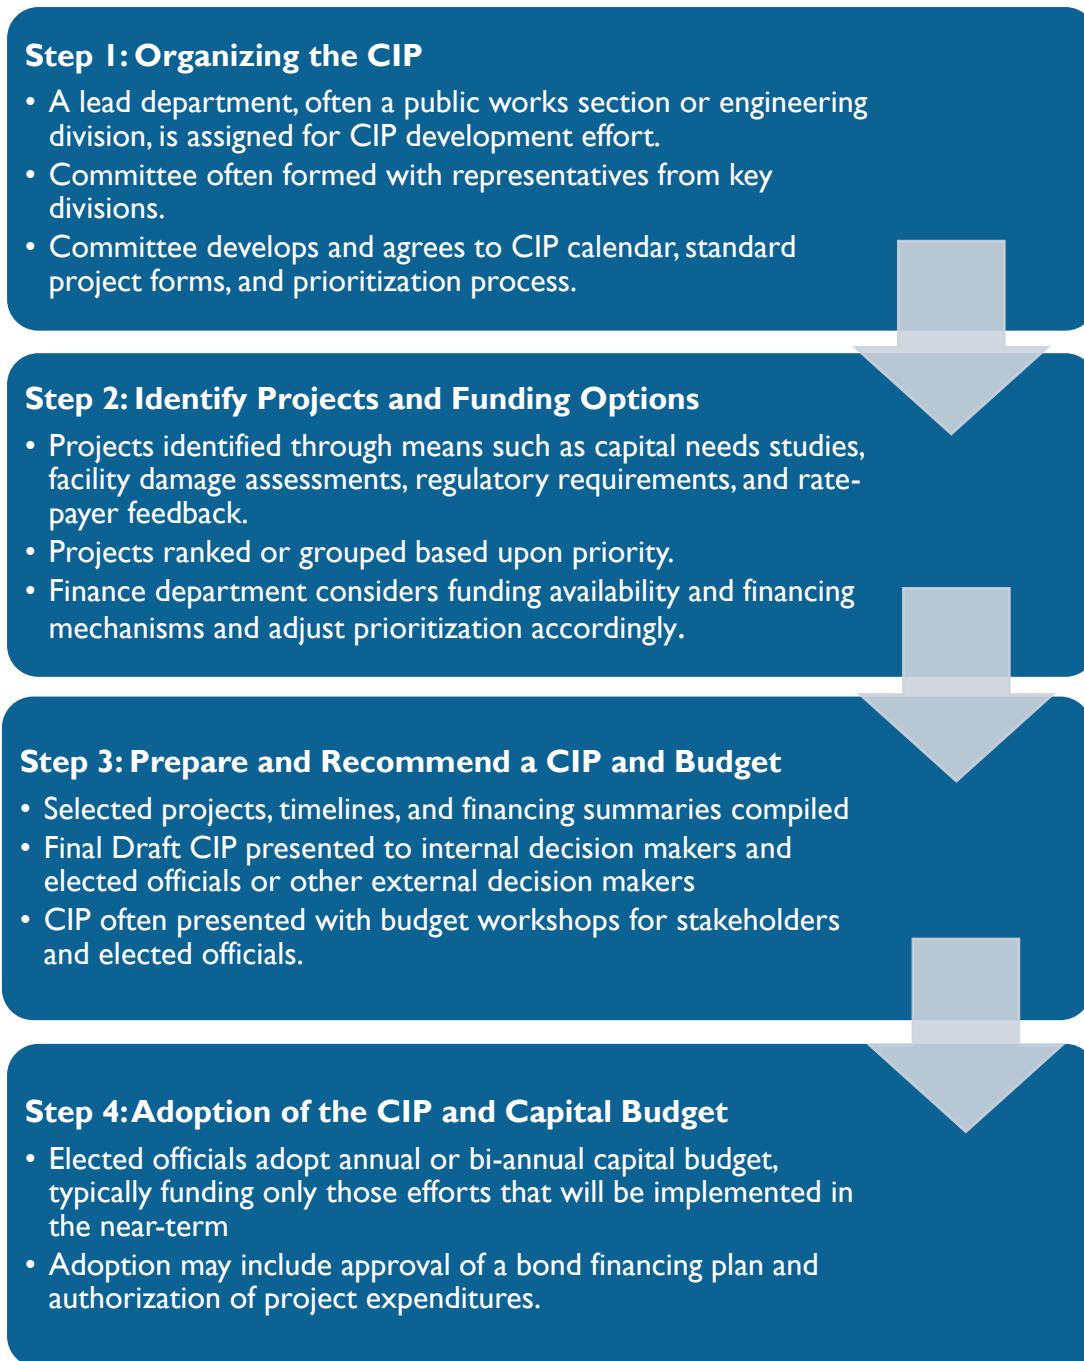 Step 1: Organizing the CIP
• A lead department, often a public works section or engineering
division, is assigned for CIP development effort.
• Committee often formed with representatives from key
divisions.
• Committee develops and agrees to CIP calendar, standard
project forms, and prioritization process.
Step 2: Identify Projects and Funding Options
• Projects identified through means such as capital needs studies,
facility damage assessments, regulatory requirements, and rate-
payer feedback.
• Projects ranked or grouped based upon priority.
• Finance department considers funding availability and financing
mechanisms and adjust prioritization accordingly.
Step 3: Prepare and Recommend a CIP and Budget
• Selected projects, timelines, and financing summaries compiled
• Final Draft CIP presented to internal decision makers and
elected officials or other external decision makers
• CIP often presented with budget workshops for stakeholders
and elected officials.
Step 4: Adoption of the CIP and Capital Budget
• Elected officials adopt annual or bi-annual capital budget,
typically funding only those efforts that will be implemented in
the near-term
• Adoption may include approval of a bond financing plan and
authorization of project expenditures.